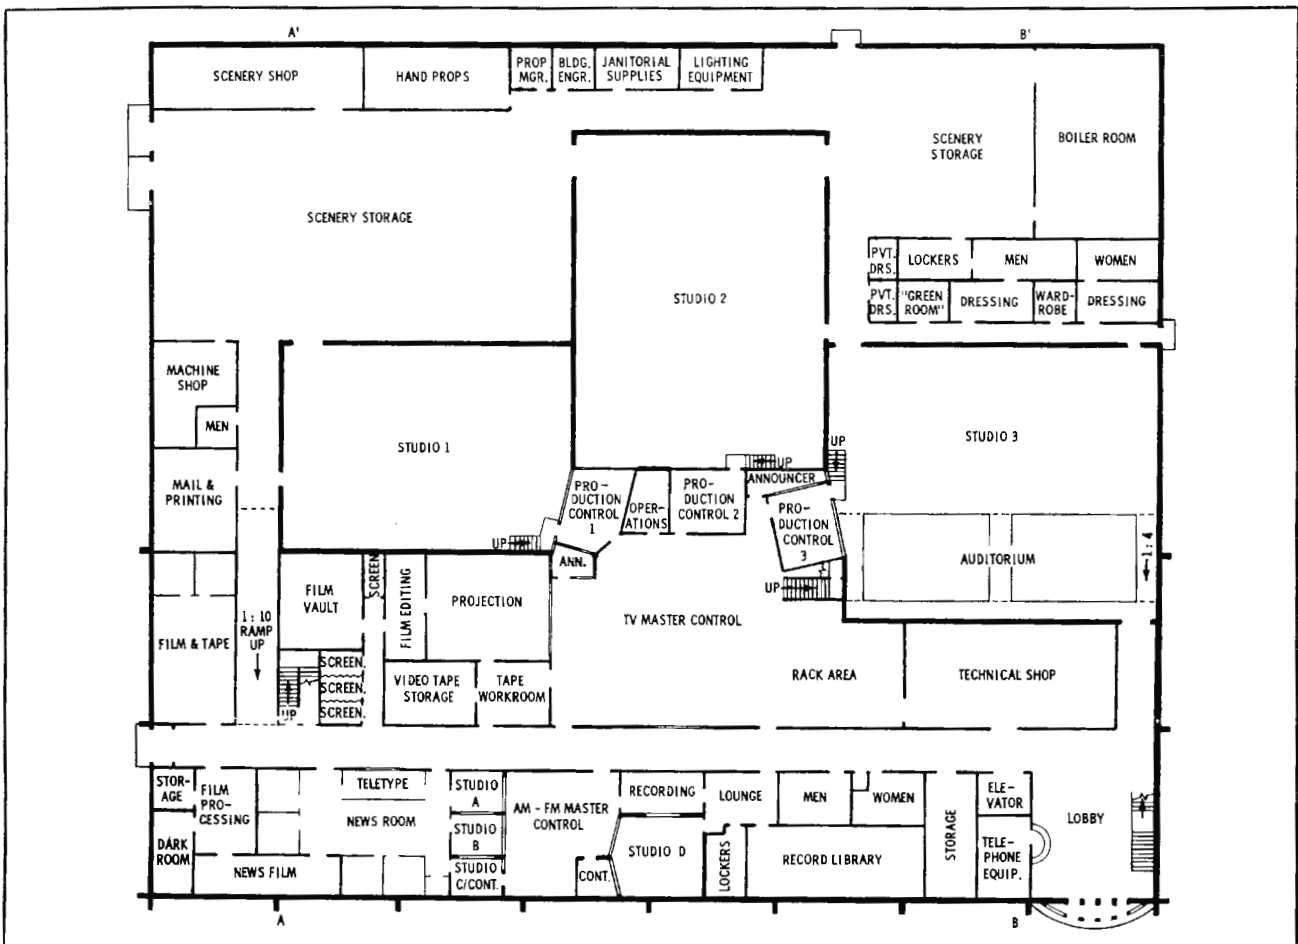 A'
B'
SCENERY SHOP
HAND PROPS
PROP
MGR.
BLDG.
ENGR.
JANITORIAL
SUPPLIES
LIGHTING
EQUIPMENT
SCENERY
STORAGE
BOILER ROOM
SCENERY STORAGE
PVT.
DRS.
LOCKERS
MEN
WOMEN
PVT.
DRS.
"GREEN
ROOM"
DRESSING
WARD-
ROBE
DRESSING
STUDIO 2
MACHINE
SHOP
MEN
STUDIO 1
STUDIO 3
UP
UP
MAIL &
PRINTING
PRO-
DUCTION
CONTROL
1
OPER-
ATIONS
PRO-
DUCTION
CONTROL 2
ANNOUNCER
PRO-
DUCTION
CONTROL
3
UP
ANN.
AUDITORIUM
1:4
SCREEN
FILM
VAULT
FILM EDITING
PROJECTION
UP
TV MASTER CONTROL
1:10
RAMP
UP
FILM & TAPE
SCREEN
SCREEN
SCREEN
UP
VIDEO TAPE
STORAGE
TAPE
WORKROOM
RACK AREA
TECHNICAL SHOP
STOR-
AGE
FILM
PRO-
CESSING
TELETYPE
NEWS ROOM
STUDIO
A
STUDIO
B
STUDIO
C/CONT.
AM - FM MASTER
CONTROL
RECORDING
LOUNGE
MEN
WOMEN
STORAGE
ELE-
VATOR
LOBBY
DARK
ROOM
NEWS FILM
CONT.
STUDIO D
LOCKERS
RECORD LIBRARY
TELE-
PHONE
EQUIP.
A
B